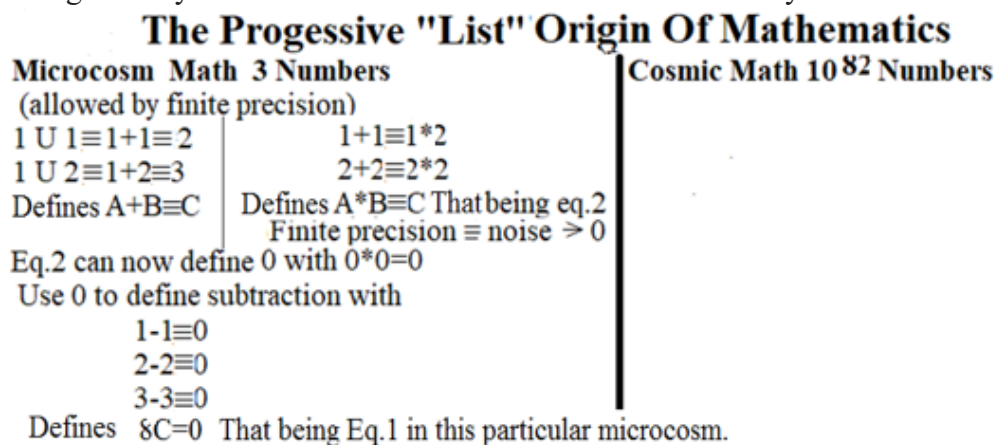 The Progessive "List" Origin Of Mathematics
Microcosm Math 3 Numbers
(allowed by finite precision)
1 U 1≡1+1≡2
1 U 2≡1+2≡3
Defines A+B≡C
1+1≡1*2
2+2≡2*2
Defines A*B≡C That being eq.2
Finite precision ≡ noise ⩾ 0
Eq.2 can now define 0 with 0*0=0
Use 0 to define subtraction with
1-1≡0
2-2≡0
3-3≡0
Defines δC=0 That being Eq.1 in this particular microcosm.
Cosmic Math 10⁸² Numbers